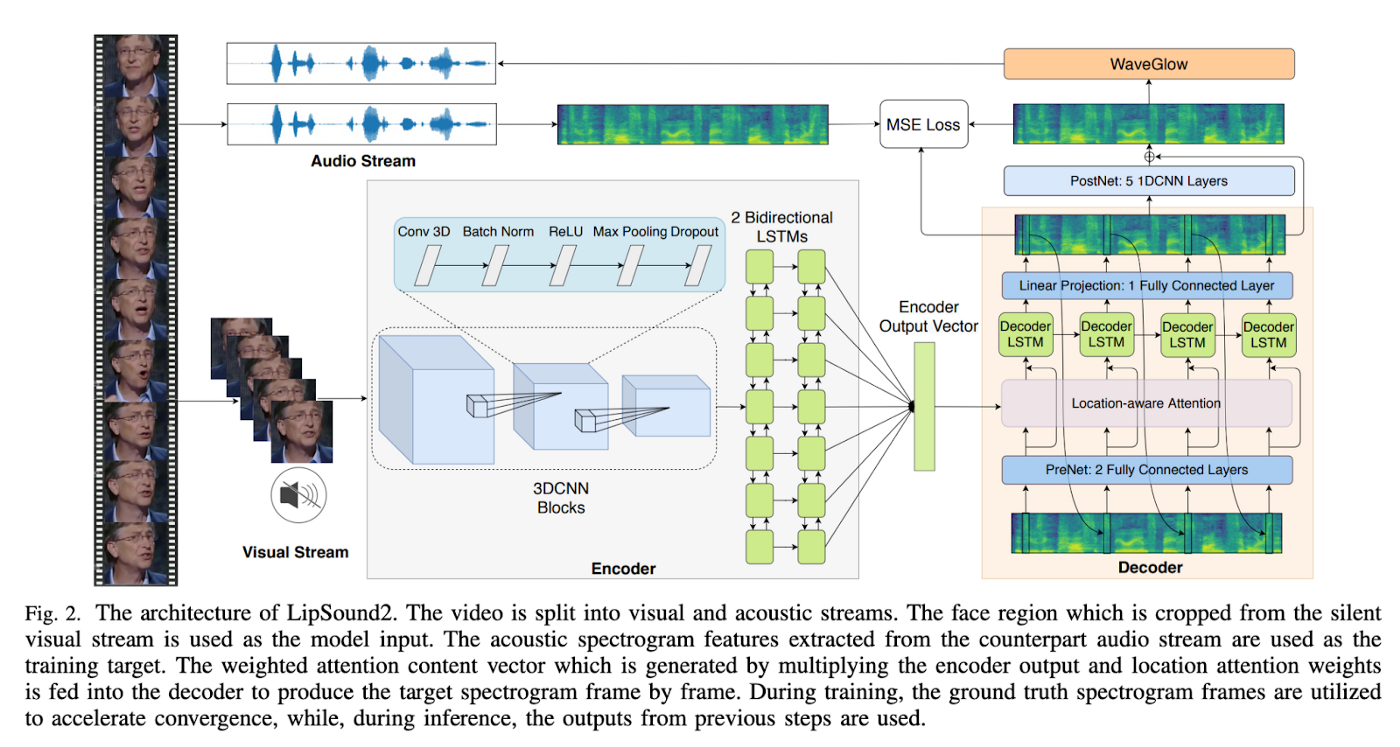 WaveGlow
MSE Loss
Audio Stream
PostNet: 5 1DCNN Layers
2 Bidirectional
LSTMs
Conv 3D Batch Norm ReLU Max Pooling Dropout
Linear Projection: 1 Fully Connected Layer
Encoder
Output Vector
Decoder
LSTM
Decoder
LSTM
Decoder
LSTM
Decoder
LSTM
Location-aware Attention
PreNet: 2 Fully Connected Layers
3DCNN
Blocks
Visual Stream
Encoder
Decoder
Fig. 2. The architecture of LipSound2. The video is split into visual and acoustic streams. The face region which is cropped from the silent
visual stream is used as the model input. The acoustic spectrogram features extracted from the counterpart audio stream are used as the
training target. The weighted attention content vector which is generated by multiplying the encoder output and location attention weights
is fed into the decoder to produce the target spectrogram frame by frame. During training, the ground truth spectrogram frames are utilized
to accelerate convergence, while, during inference, the outputs from previous steps are used.